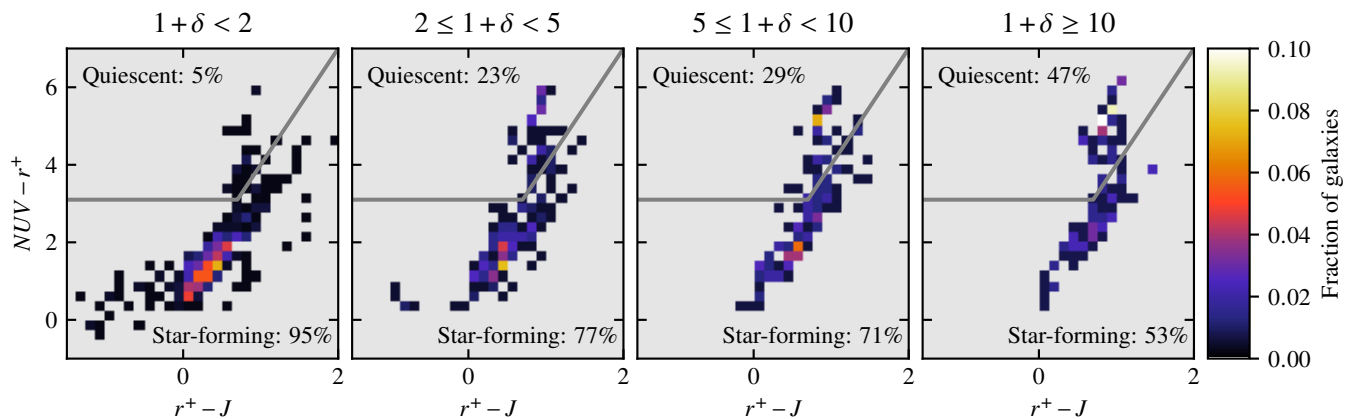 1 + δ < 2
2 ≤ 1 + δ < 5
5 ≤ 1 + δ < 10
1 + δ ≥ 10
Quiescent: 5%
Quiescent: 23%
Quiescent: 29%
Quiescent: 47%
Star-forming: 95%
Star-forming: 77%
Star-forming: 71%
Star-forming: 53%
NUV − r⁺
6
4
2
0
0 2
0 2
0 2
0 2
r⁺ − J
r⁺ − J
r⁺ − J
r⁺ − J
0.10
0.08
0.06
0.04
0.02
0.00
Fraction of galaxies